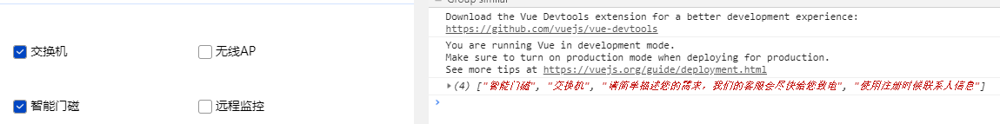 交换机
无线AP
智能门磁
远程监控
Group similar
Download the Vue Devtools extension for a better development experience:
https://github.com/vuejs/vue-devtools
You are running Vue in development mode.
Make sure to turn on production mode when deploying for production.
See more tips at https://vuejs.org/guide/deployment.html
(4) ["智能门磁", "交换机", "请简单描述您的需求，我们的客服会尽快给您致电", "使用注册时候联系人信息"]